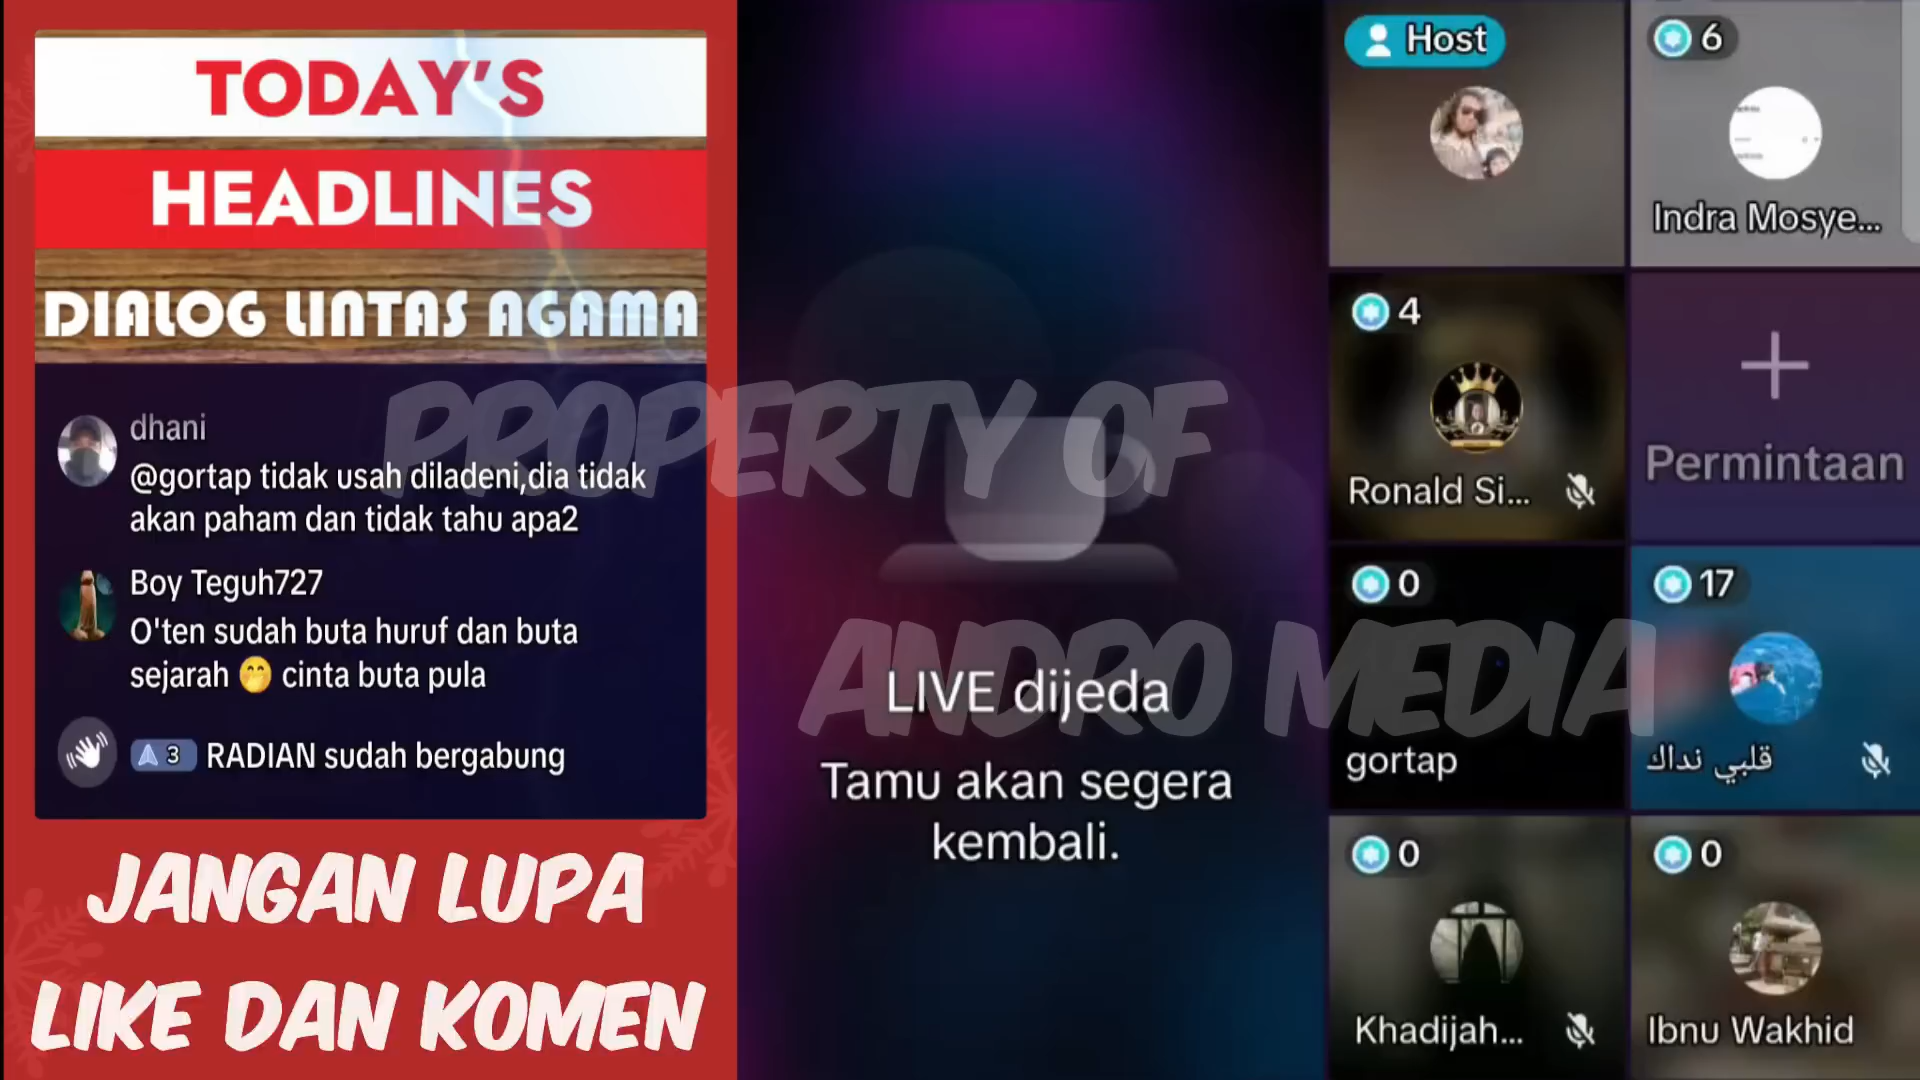 TODAY'S
HEADLINES
DIALOG LINTAS AGAMA
dhani
@gortap tidak usah diladeni,dia tidak
akan paham dan tidak tahu apa2
Boy Teguh727
O'ten sudah buta huruf dan buta
sejarah 🤭 cinta buta pula
3 RADIAN sudah bergabung
JANGAN LUPA
LIKE DAN KOMEN
PROPERTY OF
ANDRO MEDIA
LIVE dijeda
Tamu akan segera
kembali.
Host
6
Indra Mosye...
4
Ronald Si...
Permintaan
0
gortap
17
قلبي نداك
0
Khadijah...
0
Ibnu Wakhid